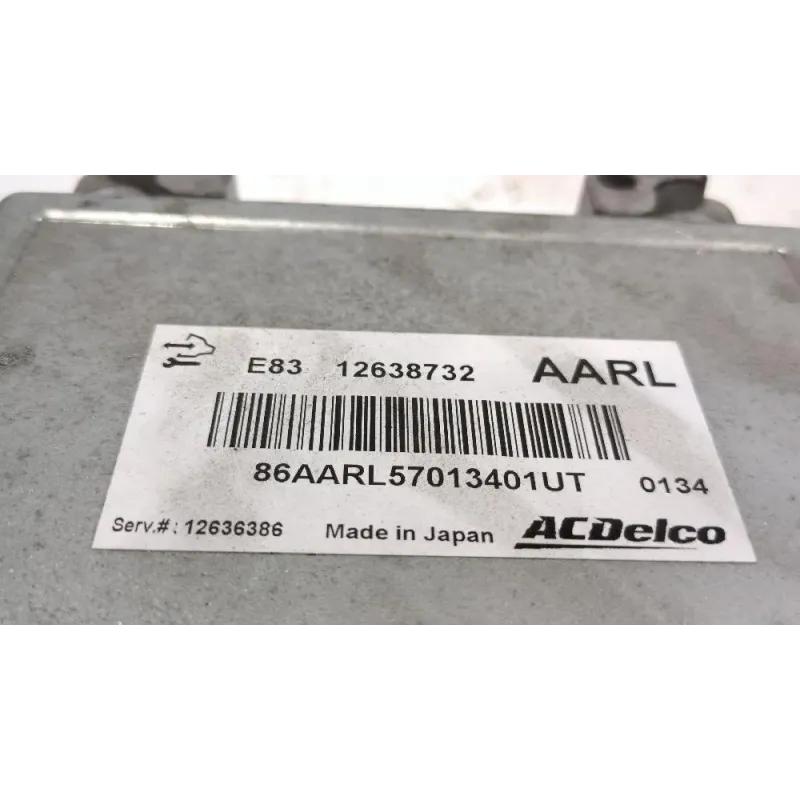 E83 12638732 AARL
86AARL57013401UT 0134
Serv.#: 12636386 Made in Japan ACDelco